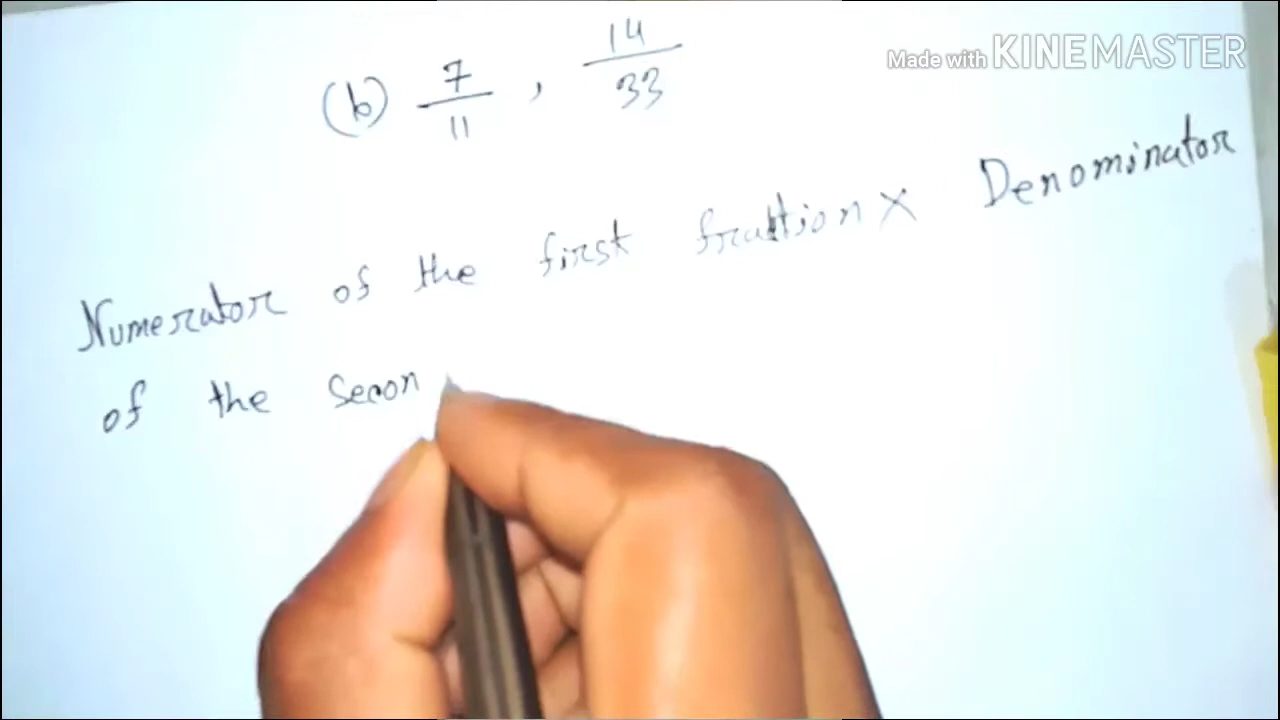 Made with KINEMASTER
(b) 7/11 , 14/33
Numerator of the first fraction X Denominator
of the Secon